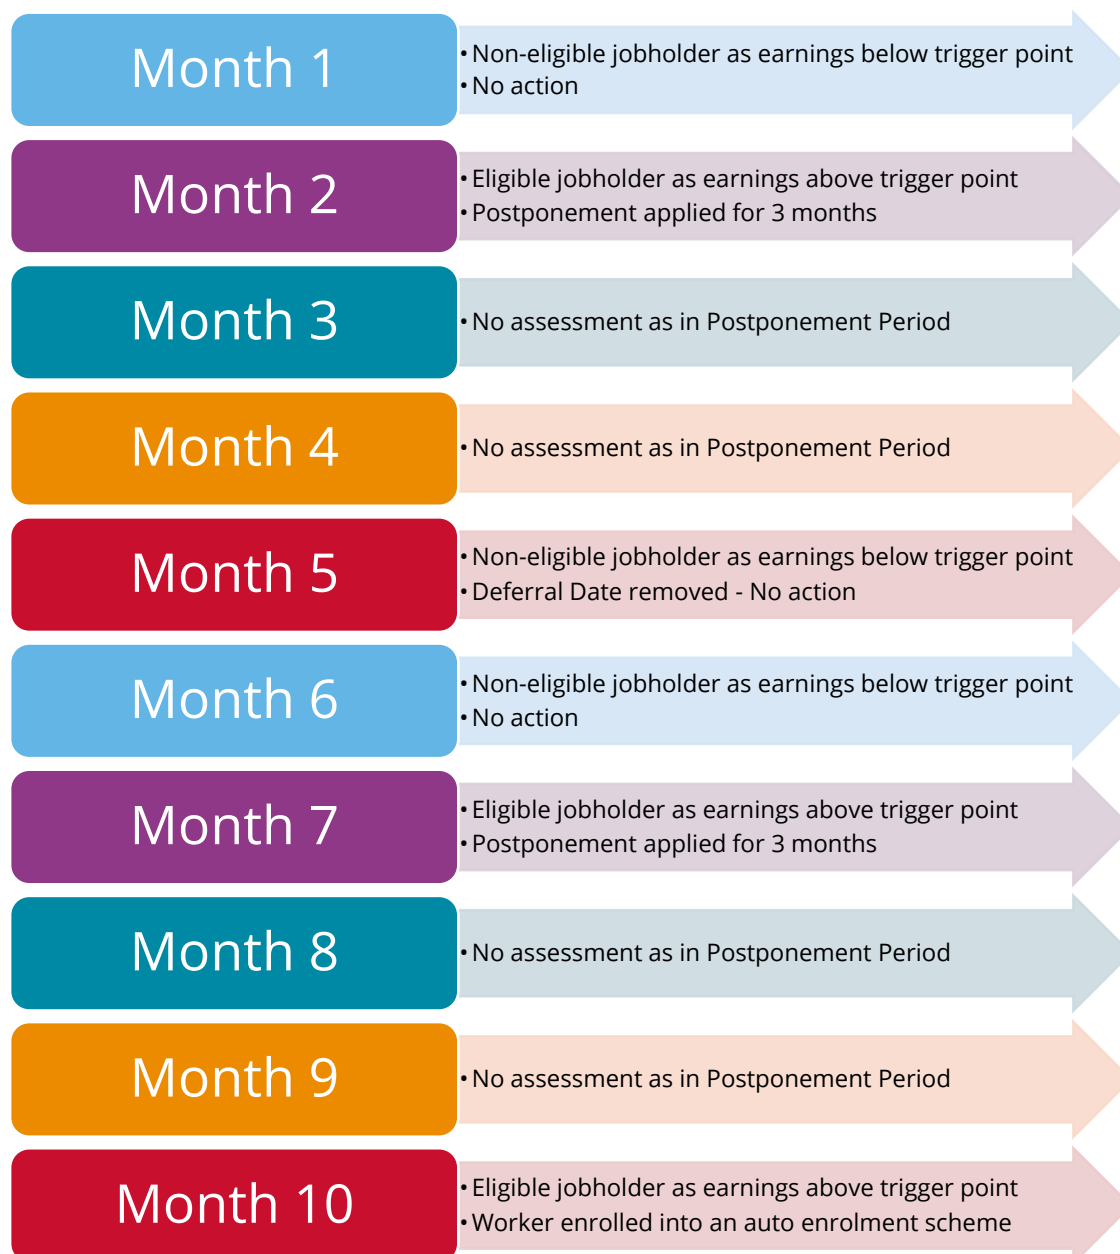 Month 1
• Non-eligible jobholder as earnings below trigger point
• No action
Month 2
• Eligible jobholder as earnings above trigger point
• Postponement applied for 3 months
Month 3
• No assessment as in Postponement Period
Month 4
• No assessment as in Postponement Period
Month 5
• Non-eligible jobholder as earnings below trigger point
• Deferral Date removed - No action
Month 6
• Non-eligible jobholder as earnings below trigger point
• No action
Month 7
• Eligible jobholder as earnings above trigger point
• Postponement applied for 3 months
Month 8
• No assessment as in Postponement Period
Month 9
• No assessment as in Postponement Period
Month 10
• Eligible jobholder as earnings above trigger point
• Worker enrolled into an auto enrolment scheme